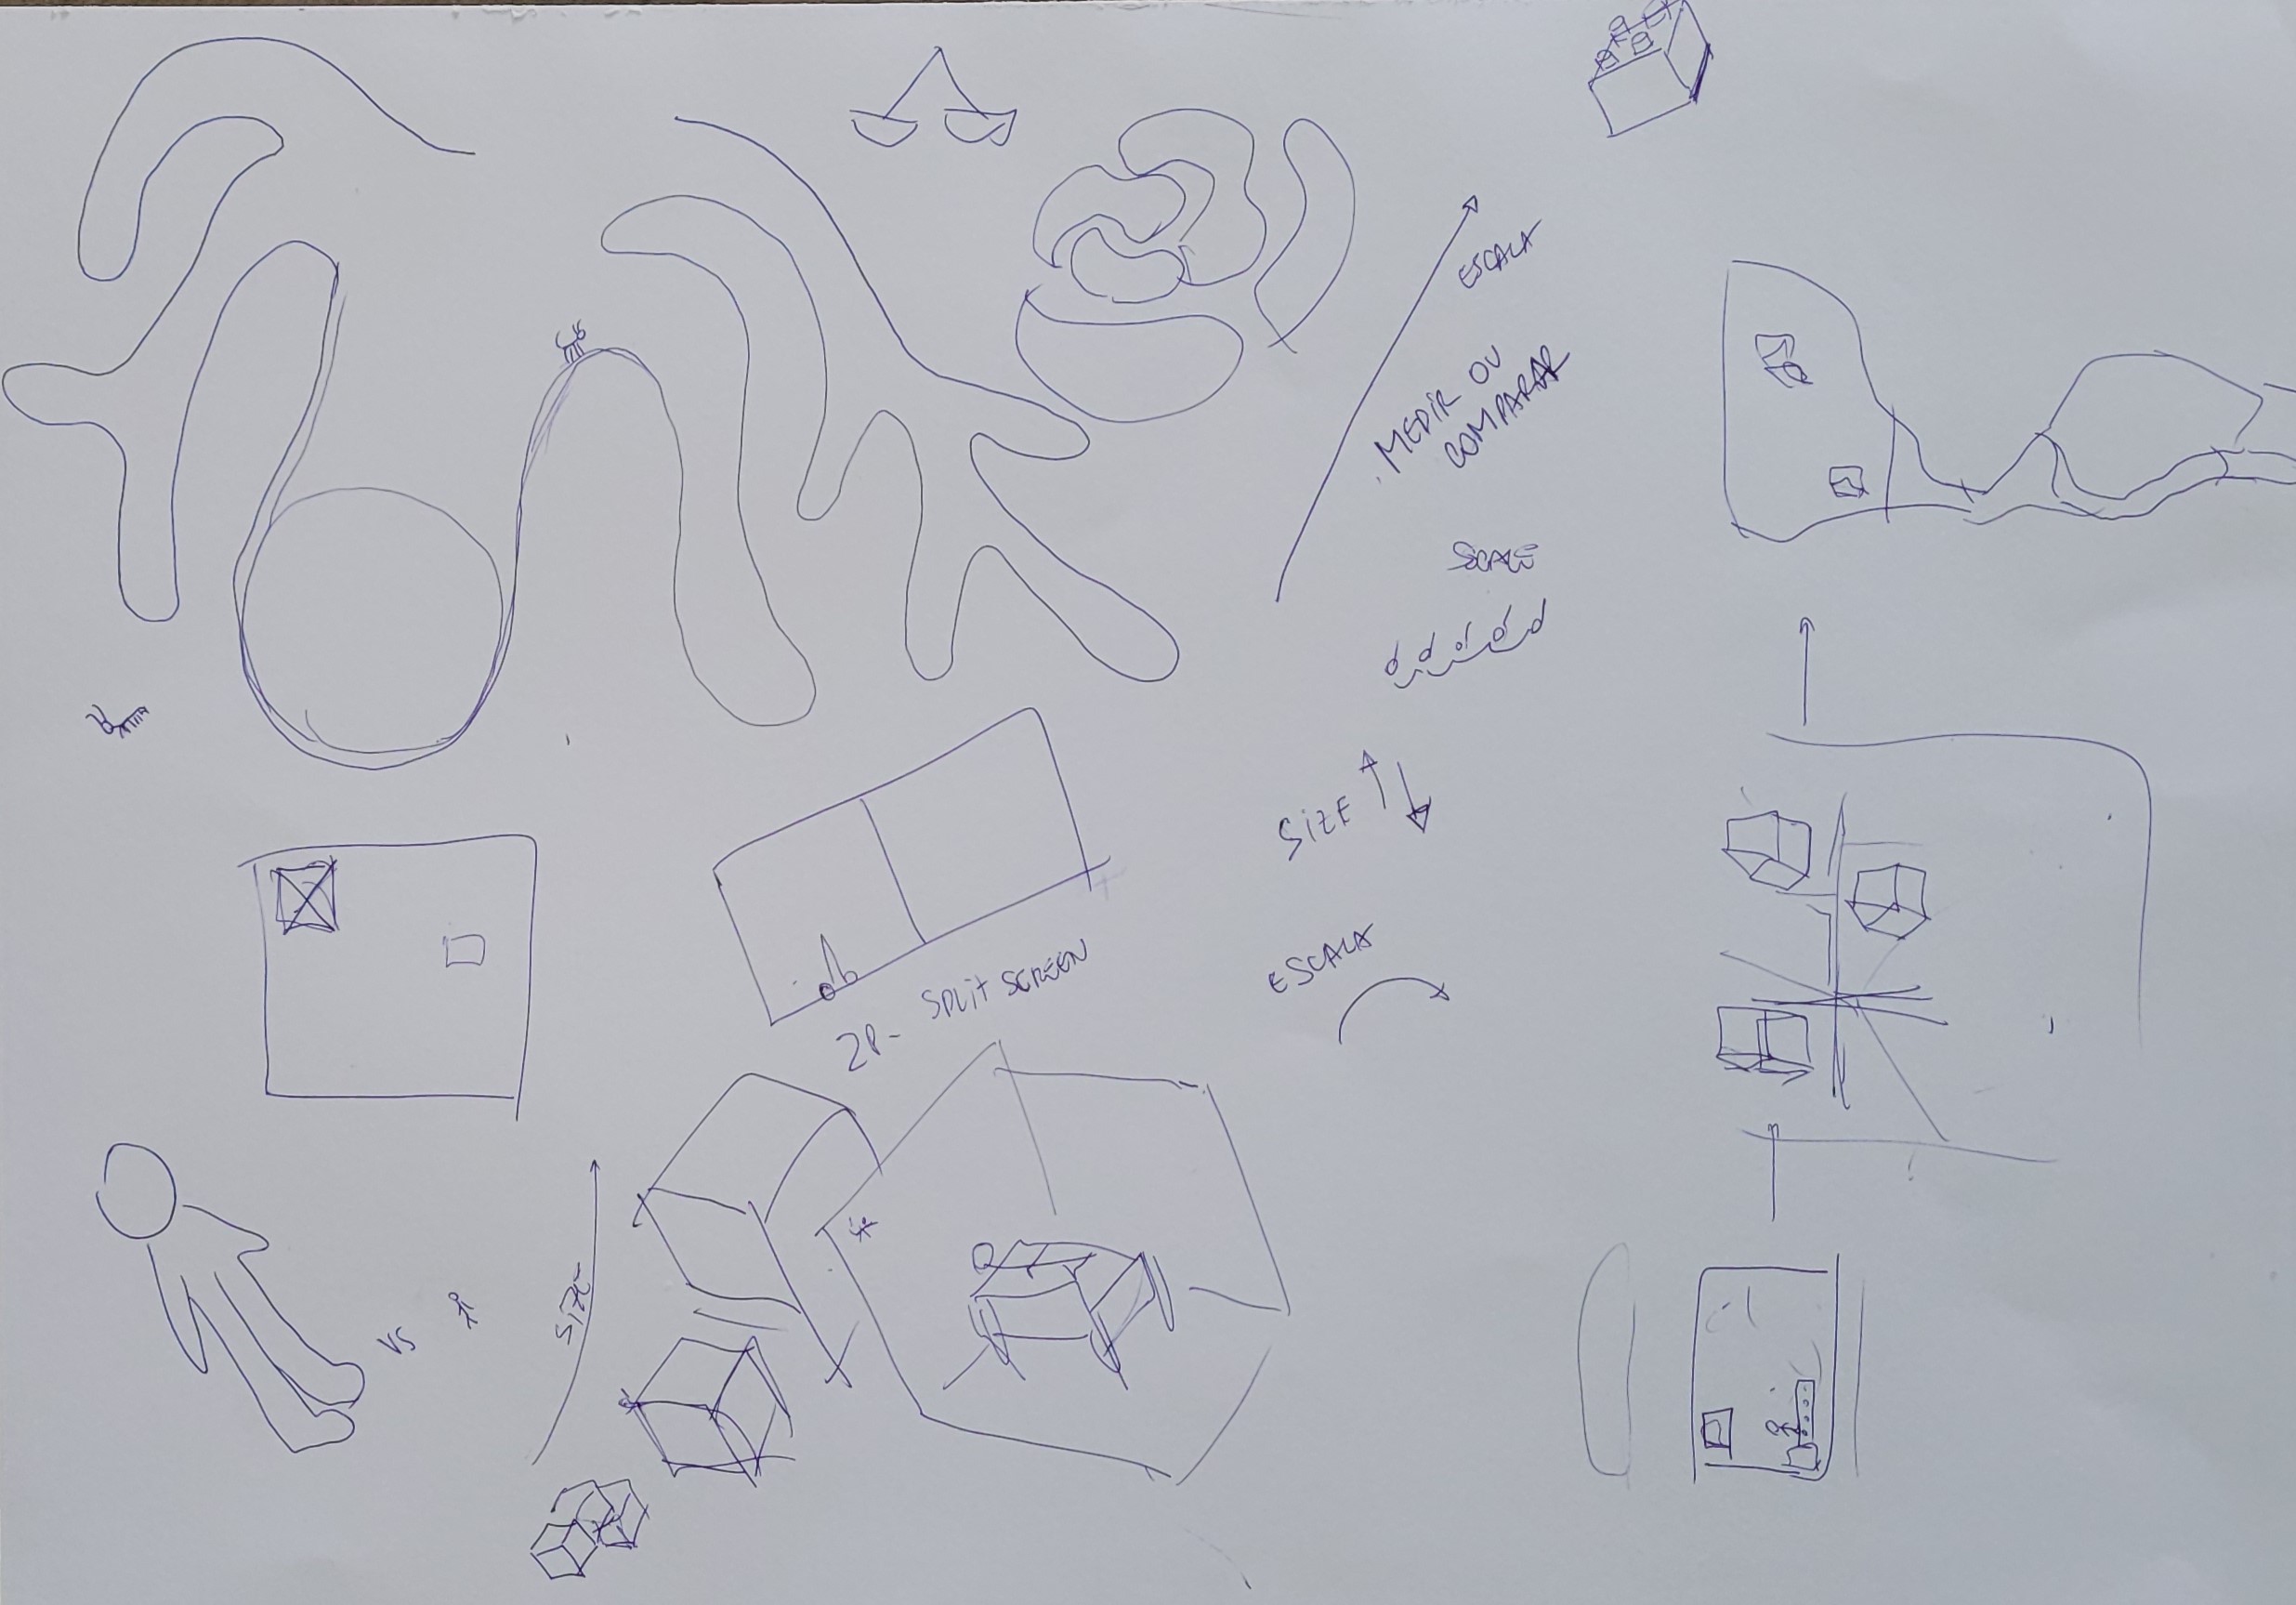 ESCALA
MEDIR OU
COMPARAR
SCALE
SIZE
2P- SPLIT SCREEN
ESCALA
VS
SIZE